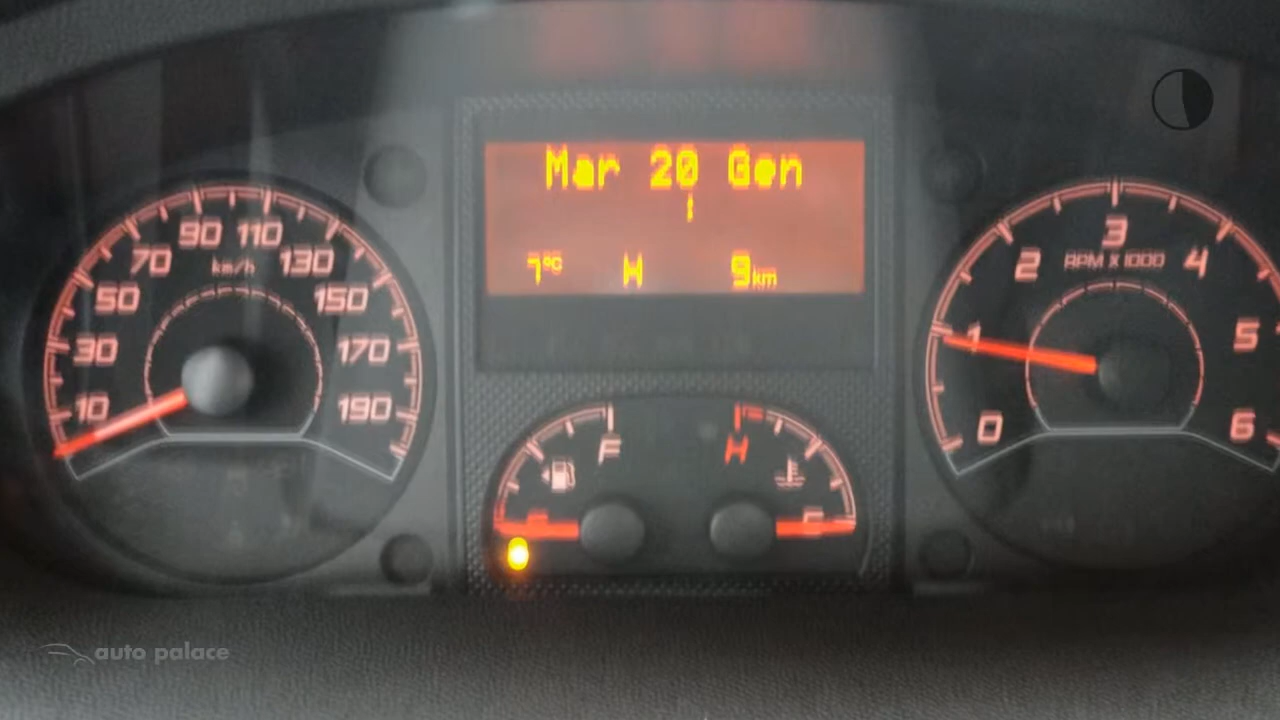 Mar 20 Gen
1
7°C H 9km
10 30 50 70 90 110 130 150 170 190
km/h
0 1 2 3 4 5 6
RPM x 1000
F
H
E
C
auto palace